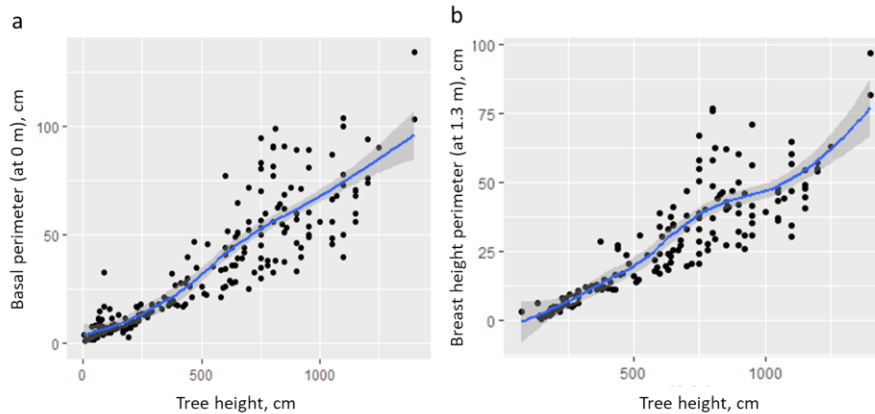 a
Basal perimeter (at 0 m), cm
100
50
0
0
500
1000
Tree height, cm
b
Breast height perimeter (at 1.3 m), cm
100
75
50
25
0
500
1000
Tree height, cm